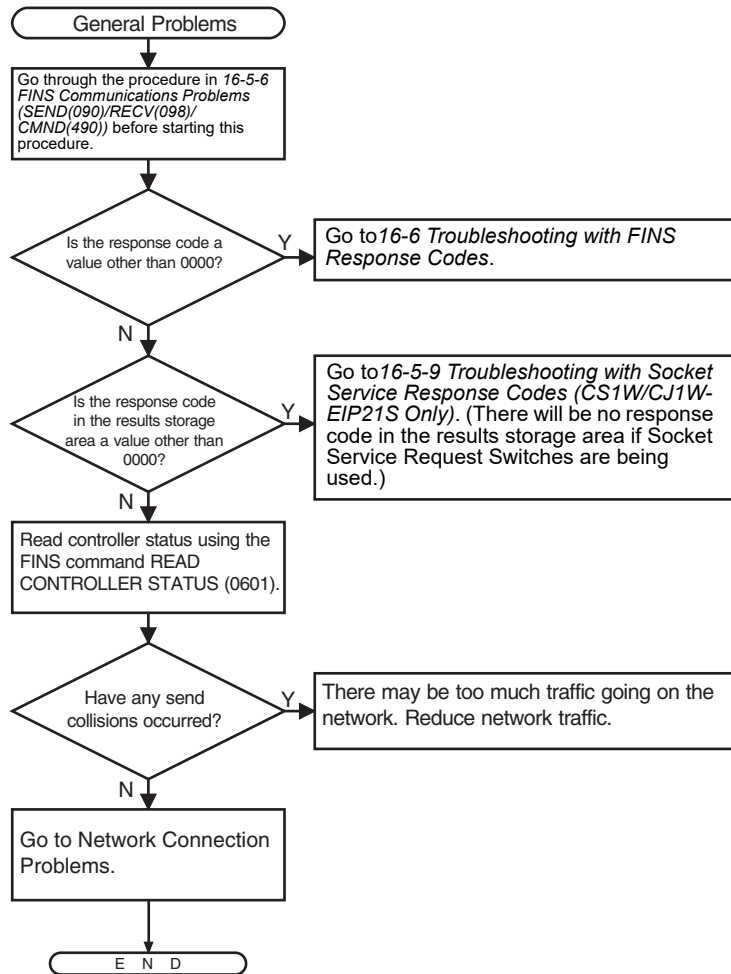 General Problems
Go through the procedure in 16-5-6
FINS Communications Problems
(SEND(090)/RECV(098)/
CMND(490)) before starting this
procedure.
Is the response code a
value other than 0000?
Y
Go to16-6 Troubleshooting with FINS
Response Codes.
N
Is the response code
in the results storage
area a value other than
0000?
Y
Go to16-5-9 Troubleshooting with Socket
Service Response Codes (CS1W/CJ1W-
EIP21S Only). (There will be no response
code in the results storage area if Socket
Service Request Switches are being
used.)
N
Read controller status using the
FINS command READ
CONTROLLER STATUS (0601).
Have any send
collisions occurred?
Y
There may be too much traffic going on the
network. Reduce network traffic.
N
Go to Network Connection
Problems.
E N D